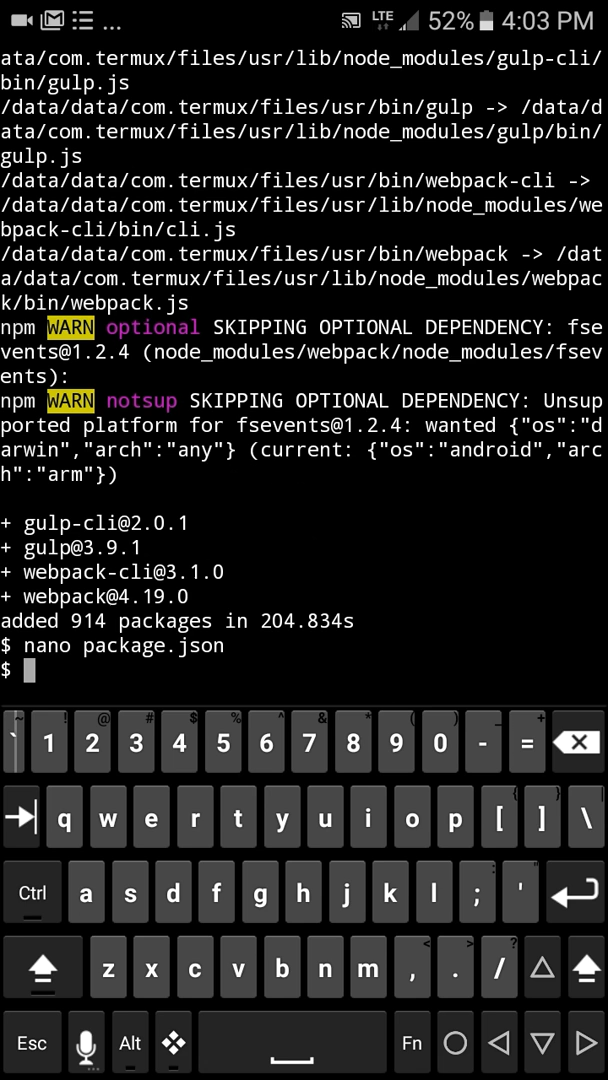 ... LTE 52% 4:03 PM
ata/com.termux/files/usr/lib/node_modules/gulp-cli/
bin/gulp.js
/data/data/com.termux/files/usr/bin/gulp -> /data/d
ata/com.termux/files/usr/lib/node_modules/gulp/bin/
gulp.js
/data/data/com.termux/files/usr/bin/webpack-cli ->
/data/data/com.termux/files/usr/lib/node_modules/we
bpack-cli/bin/cli.js
/data/data/com.termux/files/usr/bin/webpack -> /dat
a/data/com.termux/files/usr/lib/node_modules/webpac
k/bin/webpack.js
npm WARN optional SKIPPING OPTIONAL DEPENDENCY: fse
vents@1.2.4 (node_modules/webpack/node_modules/fsev
ents):
npm WARN notsup SKIPPING OPTIONAL DEPENDENCY: Unsup
ported platform for fsevents@1.2.4: wanted {"os":"d
arwin","arch":"any"} (current: {"os":"android","arc
h":"arm"})
+ gulp-cli@2.0.1
+ gulp@3.9.1
+ webpack-cli@3.1.0
+ webpack@4.19.0
added 914 packages in 204.834s
$ nano package.json
$
~ ! @ # $ % ^ & * ( ) _ +
` 1 2 3 4 5 6 7 8 9 0 - =
{ } |
q w e r t y u i o p [ ] \
: "
Ctrl a s d f g h j k l ; '
< > ?
z x c v b n m , . /
Esc Alt Fn